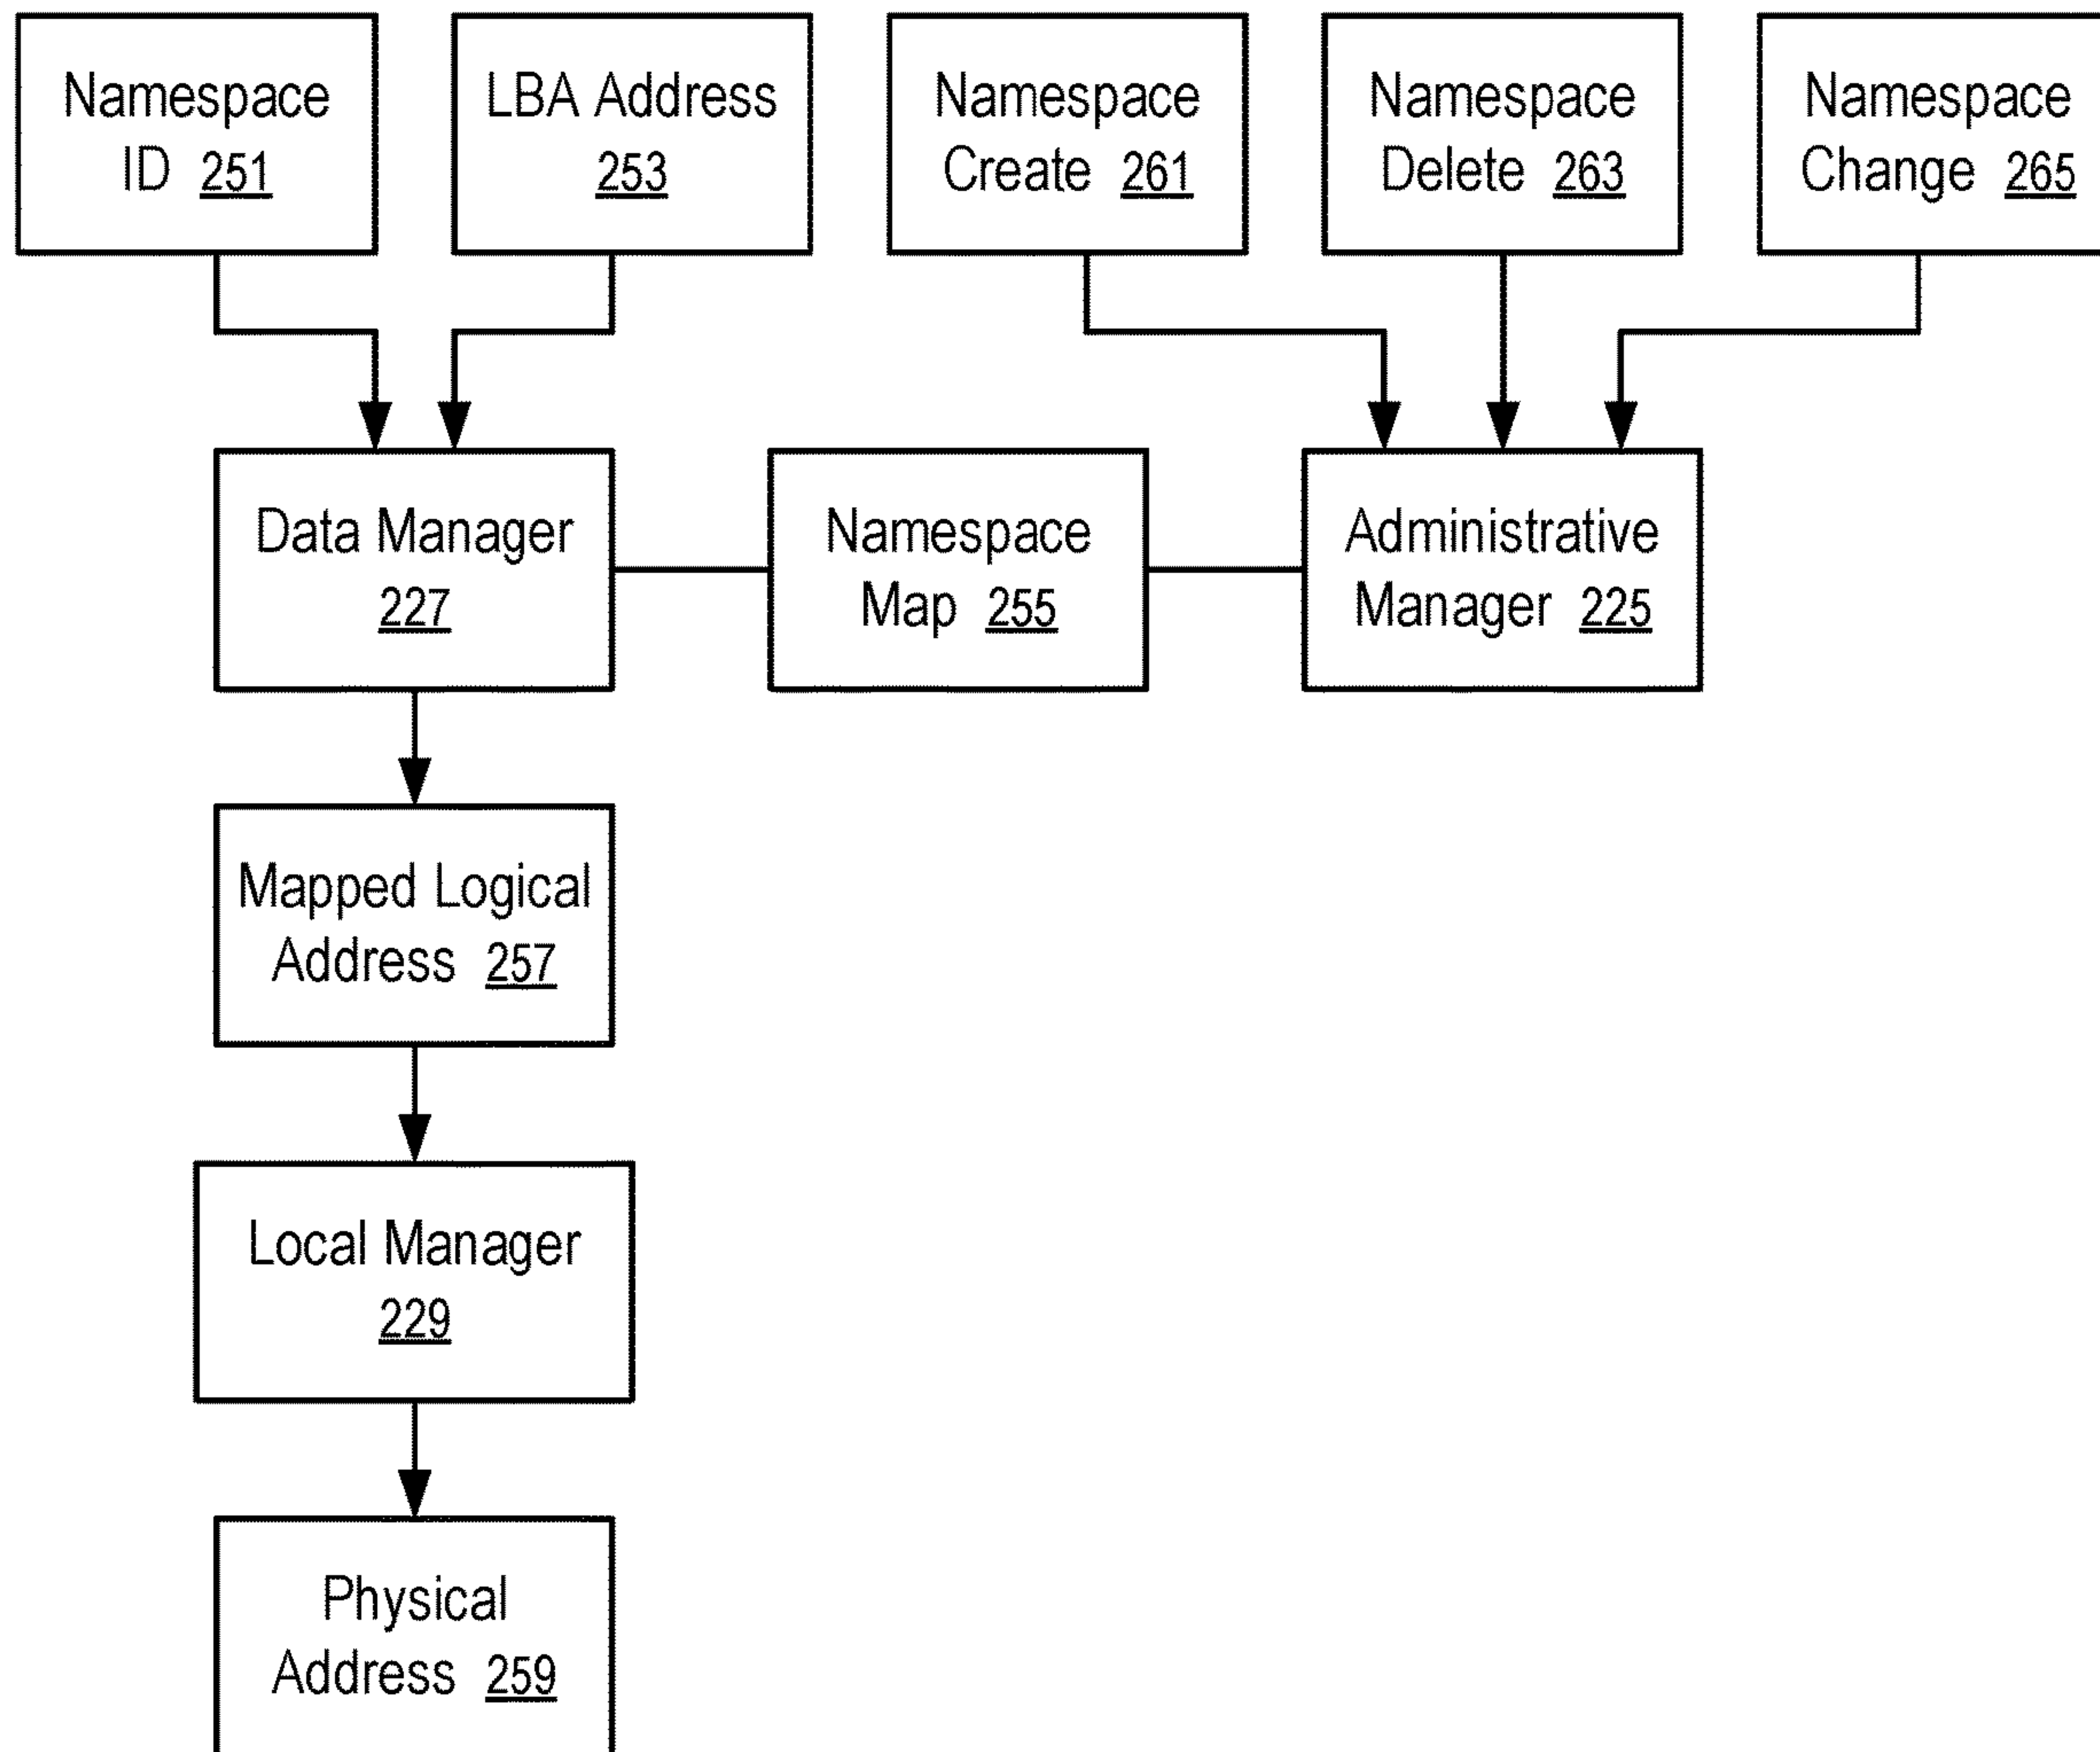 Namespace
ID 251
LBA Address
253
Namespace
Create 261
Namespace
Delete 263
Namespace
Change 265
Data Manager
227
Namespace
Map 255
Administrative
Manager 225
Mapped Logical
Address 257
Local Manager
229
Physical
Address 259